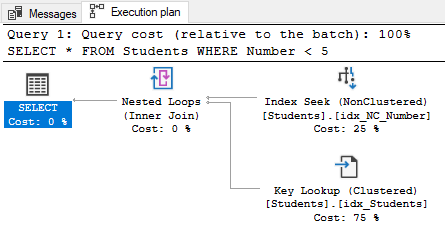 Messages Execution plan
Query 1: Query cost (relative to the batch): 100%
SELECT * FROM Students WHERE Number < 5
SELECT
Cost: 0 %
Nested Loops
(Inner Join)
Cost: 0 %
Index Seek (NonClustered)
[Students].[idx_NC_Number]
Cost: 25 %
Key Lookup (Clustered)
[Students].[idx_Students]
Cost: 75 %